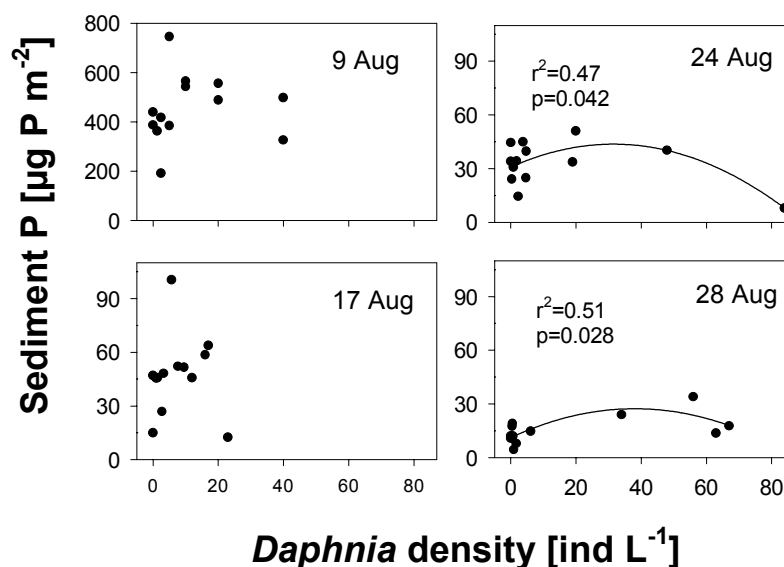 Sediment P [µg P m⁻²]
800
600
400
200
0
9 Aug
90
60
30
0
24 Aug
r²=0.47
p=0.042
90
60
30
0
17 Aug
0 20 40 60 80
90
60
30
0
28 Aug
r²=0.51
p=0.028
0 20 40 60 80
Daphnia density [ind L⁻¹]